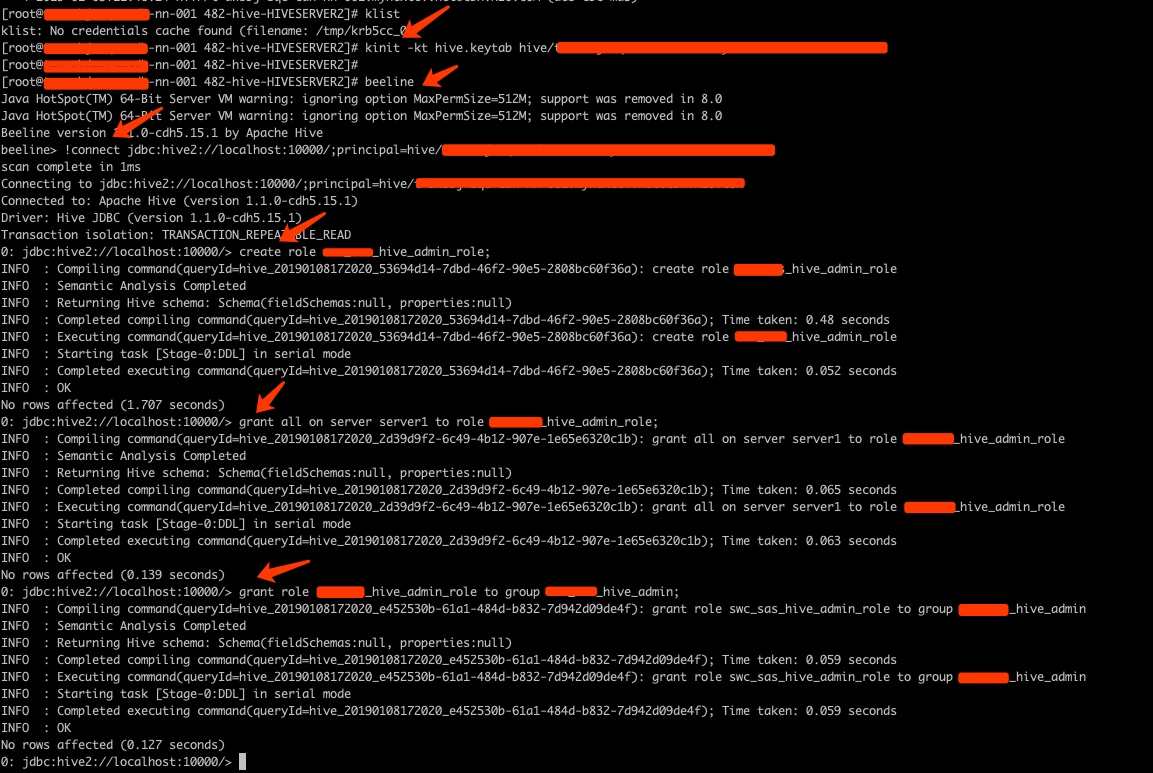 [root@ -nn-001 482-hive-HIVESERVER2]# klist
klist: No credentials cache found (filename: /tmp/krb5cc_
[root@ -nn-001 482-hive-HIVESERVER2]# kinit -kt hive.keytab hive/
[root@ -nn-001 482-hive-HIVESERVER2]#
[root@ -nn-001 482-hive-HIVESERVER2]# beeline
Java HotSpot(TM) 64-Bit Server VM warning: ignoring option MaxPermSize=512M; support was removed in 8.0
Java HotSpot(TM) 64-Bit Server VM warning: ignoring option MaxPermSize=512M; support was removed in 8.0
Beeline version .1.0-cdh5.15.1 by Apache Hive
beeline> !connect jdbc:hive2://localhost:10000/;principal=hive/
scan complete in 1ms
Connecting to jdbc:hive2://localhost:10000/;principal=hive/
Connected to: Apache Hive (version 1.1.0-cdh5.15.1)
Driver: Hive JDBC (version 1.1.0-cdh5.15.1)
Transaction isolation: TRANSACTION_REPEATABLE_READ
0: jdbc:hive2://localhost:10000/> create role _hive_admin_role;
INFO  : Compiling command(queryId=hive_20190108172020_53694d14-7dbd-46f2-90e5-2808bc60f36a): create role _hive_admin_role
INFO  : Semantic Analysis Completed
INFO  : Returning Hive schema: Schema(fieldSchemas:null, properties:null)
INFO  : Completed compiling command(queryId=hive_20190108172020_53694d14-7dbd-46f2-90e5-2808bc60f36a); Time taken: 0.48 seconds
INFO  : Executing command(queryId=hive_20190108172020_53694d14-7dbd-46f2-90e5-2808bc60f36a): create role _hive_admin_role
INFO  : Starting task [Stage-0:DDL] in serial mode
INFO  : Completed executing command(queryId=hive_20190108172020_53694d14-7dbd-46f2-90e5-2808bc60f36a); Time taken: 0.052 seconds
INFO  : OK
No rows affected (1.707 seconds)
0: jdbc:hive2://localhost:10000/> grant all on server server1 to role _hive_admin_role;
INFO  : Compiling command(queryId=hive_20190108172020_2d39d9f2-6c49-4b12-907e-1e65e6320c1b): grant all on server server1 to role _hive_admin_role
INFO  : Semantic Analysis Completed
INFO  : Returning Hive schema: Schema(fieldSchemas:null, properties:null)
INFO  : Completed compiling command(queryId=hive_20190108172020_2d39d9f2-6c49-4b12-907e-1e65e6320c1b); Time taken: 0.065 seconds
INFO  : Executing command(queryId=hive_20190108172020_2d39d9f2-6c49-4b12-907e-1e65e6320c1b): grant all on server server1 to role _hive_admin_role
INFO  : Starting task [Stage-0:DDL] in serial mode
INFO  : Completed executing command(queryId=hive_20190108172020_2d39d9f2-6c49-4b12-907e-1e65e6320c1b); Time taken: 0.063 seconds
INFO  : OK
No rows affected (0.139 seconds)
0: jdbc:hive2://localhost:10000/> grant role _hive_admin_role to group _hive_admin;
INFO  : Compiling command(queryId=hive_20190108172020_e452530b-61a1-484d-b832-7d942d09de4f): grant role swc_sas_hive_admin_role to group _hive_admin
INFO  : Semantic Analysis Completed
INFO  : Returning Hive schema: Schema(fieldSchemas:null, properties:null)
INFO  : Completed compiling command(queryId=hive_20190108172020_e452530b-61a1-484d-b832-7d942d09de4f); Time taken: 0.059 seconds
INFO  : Executing command(queryId=hive_20190108172020_e452530b-61a1-484d-b832-7d942d09de4f): grant role swc_sas_hive_admin_role to group _hive_admin
INFO  : Starting task [Stage-0:DDL] in serial mode
INFO  : Completed executing command(queryId=hive_20190108172020_e452530b-61a1-484d-b832-7d942d09de4f); Time taken: 0.059 seconds
INFO  : OK
No rows affected (0.127 seconds)
0: jdbc:hive2://localhost:10000/>